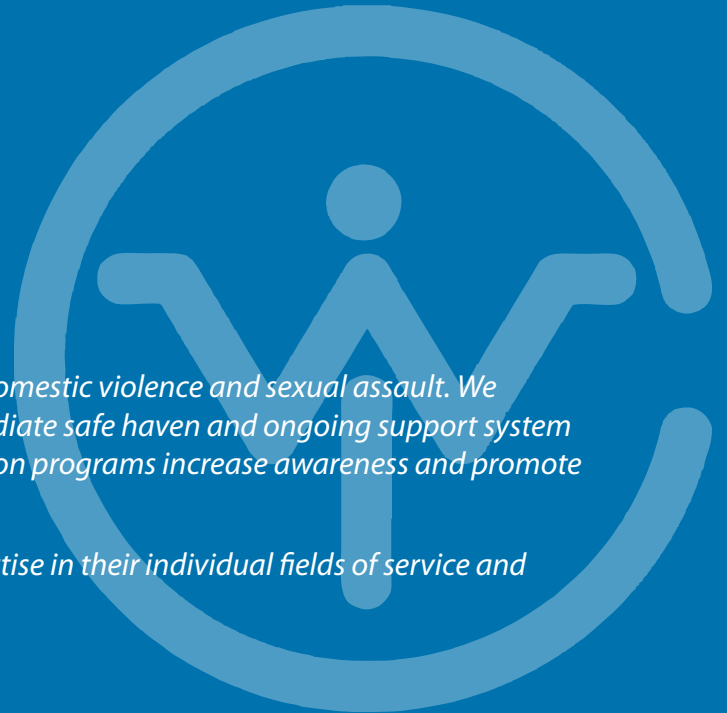 omestic violence and sexual assault. We
diate safe haven and ongoing support system
on programs increase awareness and promote
tise in their individual fields of service and